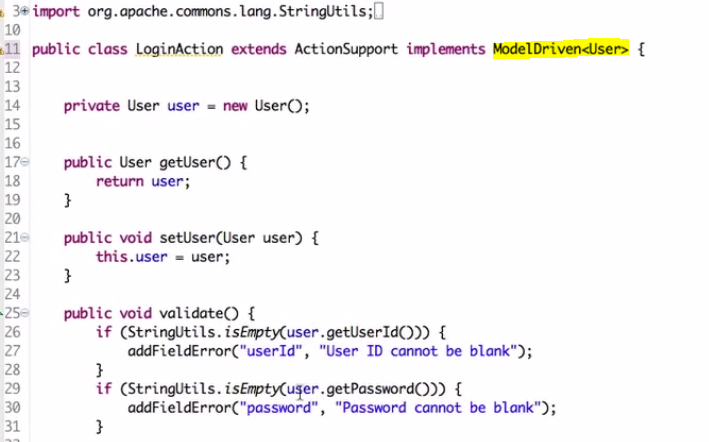 3 import org.apache.commons.lang.StringUtils;
10
11 public class LoginAction extends ActionSupport implements ModelDriven<User> {
12
13
14 private User user = new User();
15
16
17 public User getUser() {
18 return user;
19 }
20
21 public void setUser(User user) {
22 this.user = user;
23 }
24
25 public void validate() {
26 if (StringUtils.isEmpty(user.getUserId())) {
27 addFieldError("userId", "User ID cannot be blank");
28 }
29 if (StringUtils.isEmpty(user.getPassword())) {
30 addFieldError("password", "Password cannot be blank");
31 }